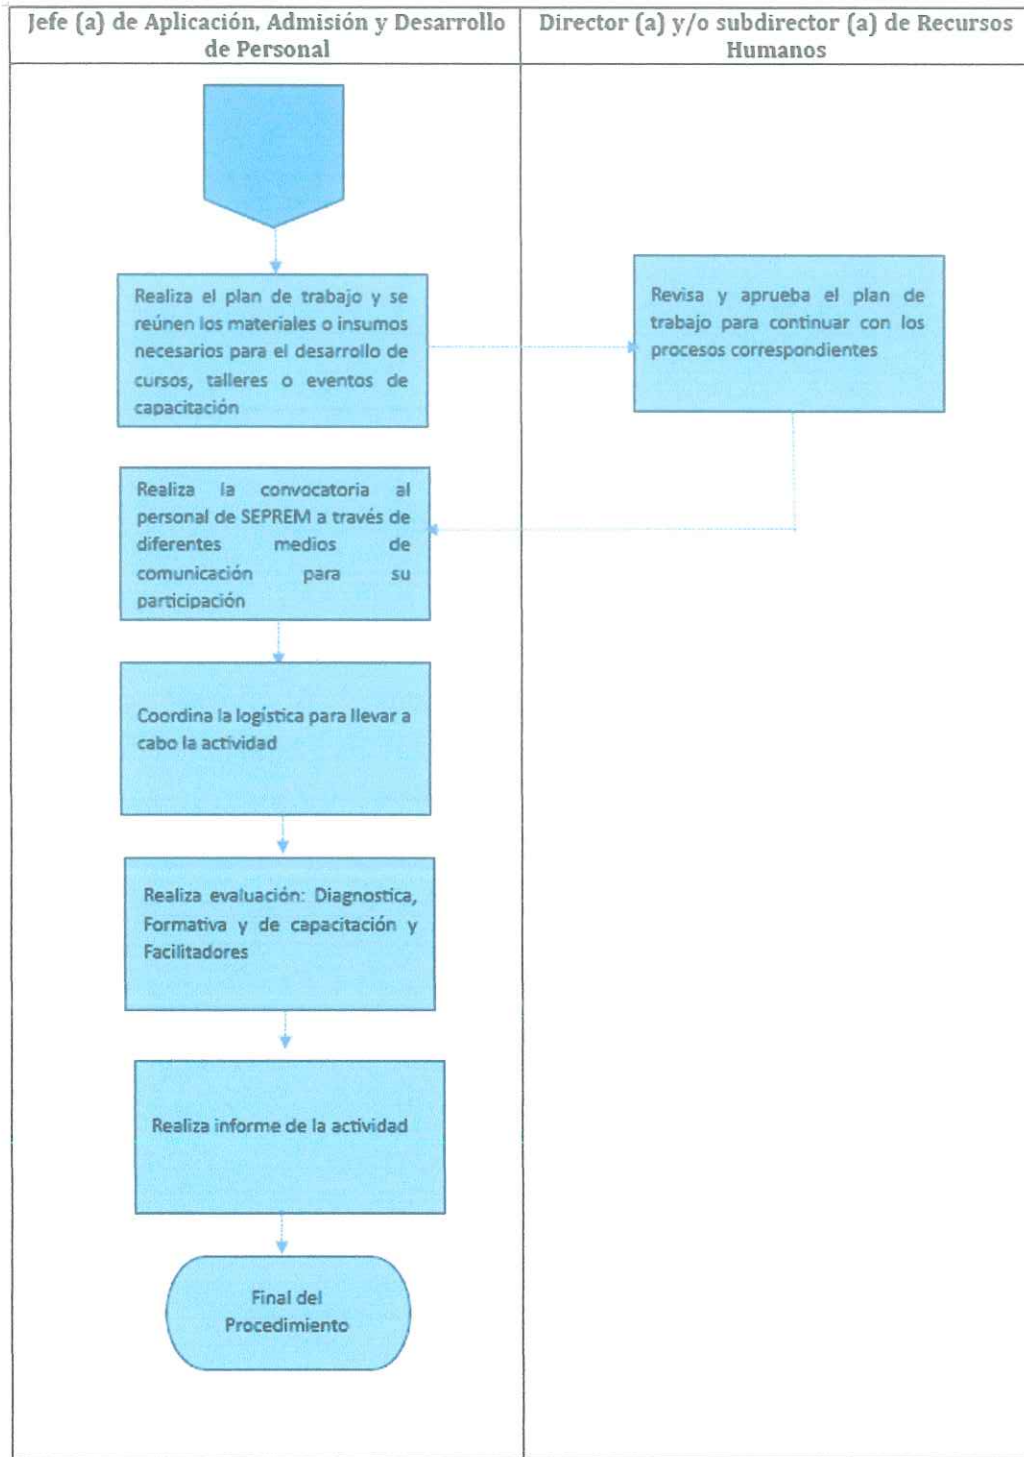 Jefe (a) de Aplicación, Admisión y Desarrollo
de Personal
Director (a) y/o subdirector (a) de Recursos
Humanos
Realiza el plan de trabajo y se
reúnen los materiales o insumos
necesarios para el desarrollo de
cursos, talleres o eventos de
capacitación
Revisa y aprueba el plan de
trabajo para continuar con los
procesos correspondientes
Realiza la convocatoria al
personal de SEPREM a través de
diferentes medios de
comunicación para su
participación
Coordina la logística para llevar a
cabo la actividad
Realiza evaluación: Diagnostica,
Formativa y de capacitación y
Facilitadores
Realiza informe de la actividad
Final del
Procedimiento